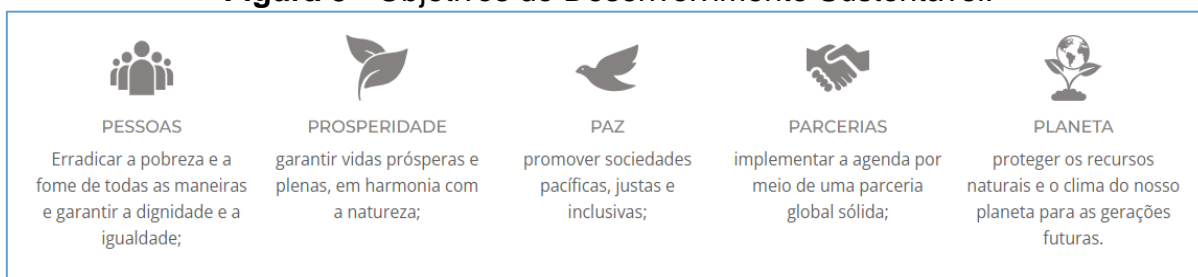 PESSOAS
Erradicar a pobreza e a
fome de todas as maneiras
e garantir a dignidade e a
igualdade;
PROSPERIDADE
garantir vidas prósperas e
plenas, em harmonia com
a natureza;
PAZ
promover sociedades
pacíficas, justas e
inclusivas;
PARCERIAS
implementar a agenda por
meio de uma parceria
global sólida;
PLANETA
proteger os recursos
naturais e o clima do nosso
planeta para as gerações
futuras.